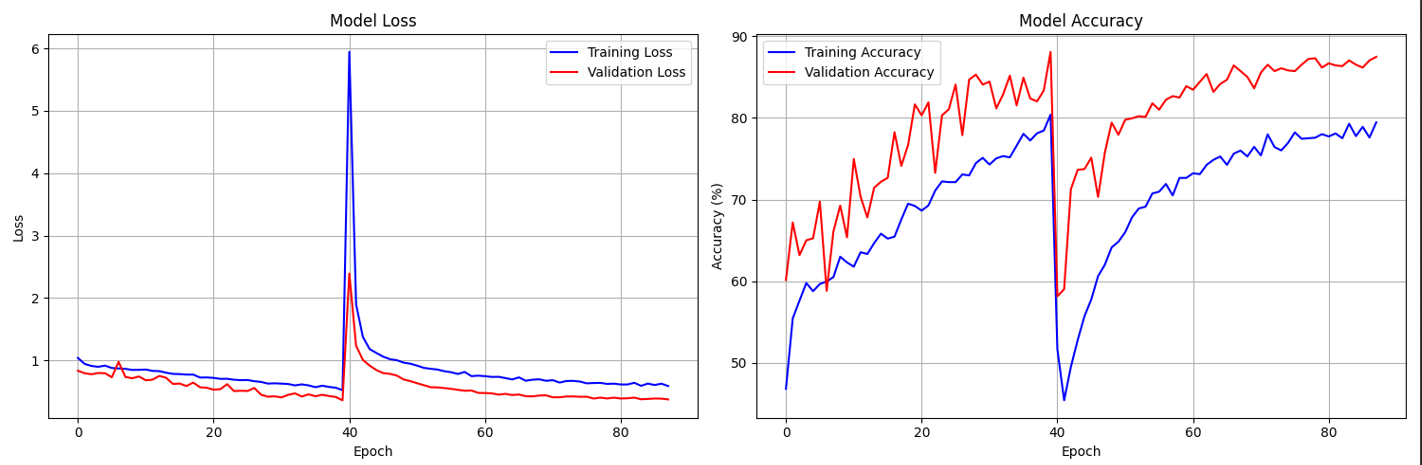 Model Loss
6
5
4
3
2
1
Loss
0
20
40
60
80
Epoch
Training Loss
Validation Loss
Model Accuracy
90
80
70
60
50
Accuracy (%)
0
20
40
60
80
Epoch
Training Accuracy
Validation Accuracy